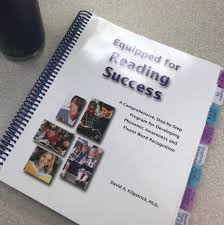 Equipped for
Reading
Success
A Comprehensive, Step by Step
Program for Developing
Phonemic Awareness and
Fluent Word Recognition
David A. Kilpatrick, Ph.D.